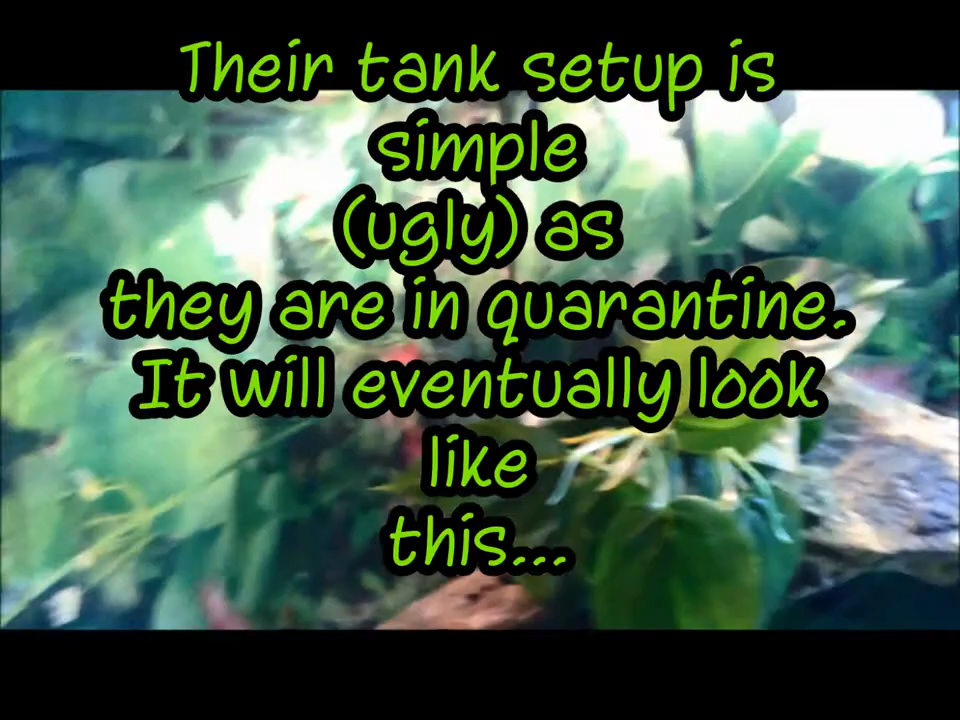 Their tank setup is
simple
(ugly) as
they are in quarantine.
It will eventually look
like
this...